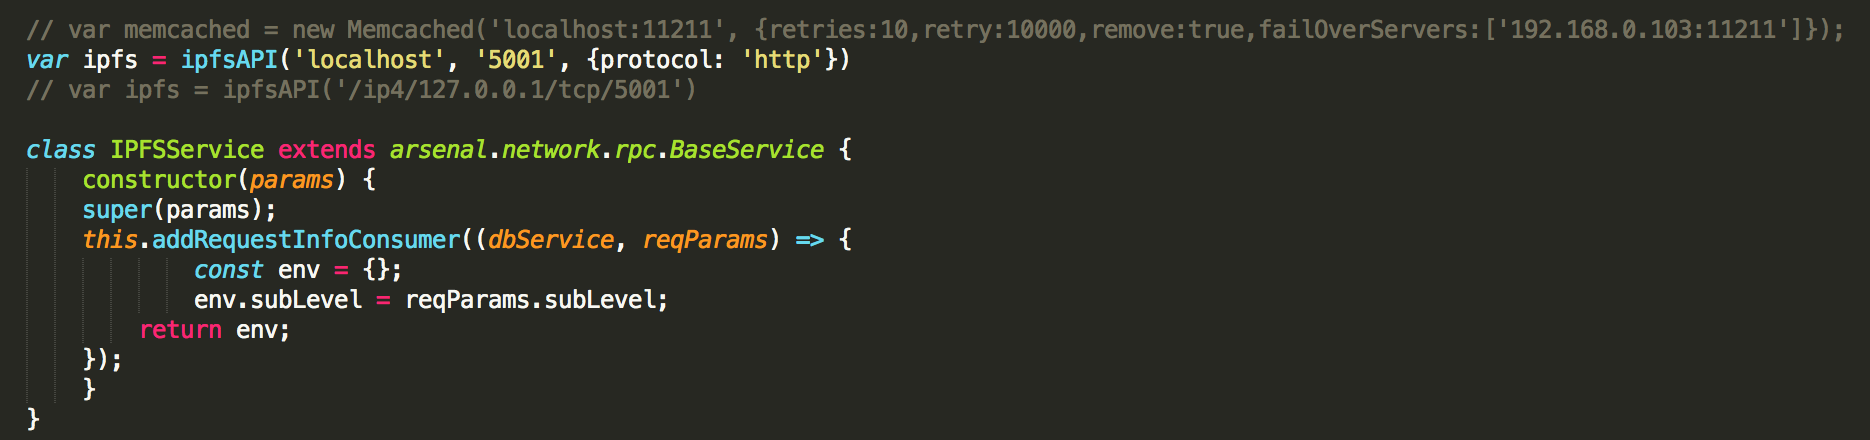 // var memcached = new Memcached('localhost:11211', {retries:10,retry:10000,remove:true,failOverServers:['192.168.0.103:11211']});
var ipfs = ipfsAPI('localhost', '5001', {protocol: 'http'})
// var ipfs = ipfsAPI('/ip4/127.0.0.1/tcp/5001')

class IPFSService extends arsenal.network.rpc.BaseService {
    constructor(params) {
    super(params);
    this.addRequestInfoConsumer((dbService, reqParams) => {
            const env = {};
            env.subLevel = reqParams.subLevel;
        return env;
    });
    }
}